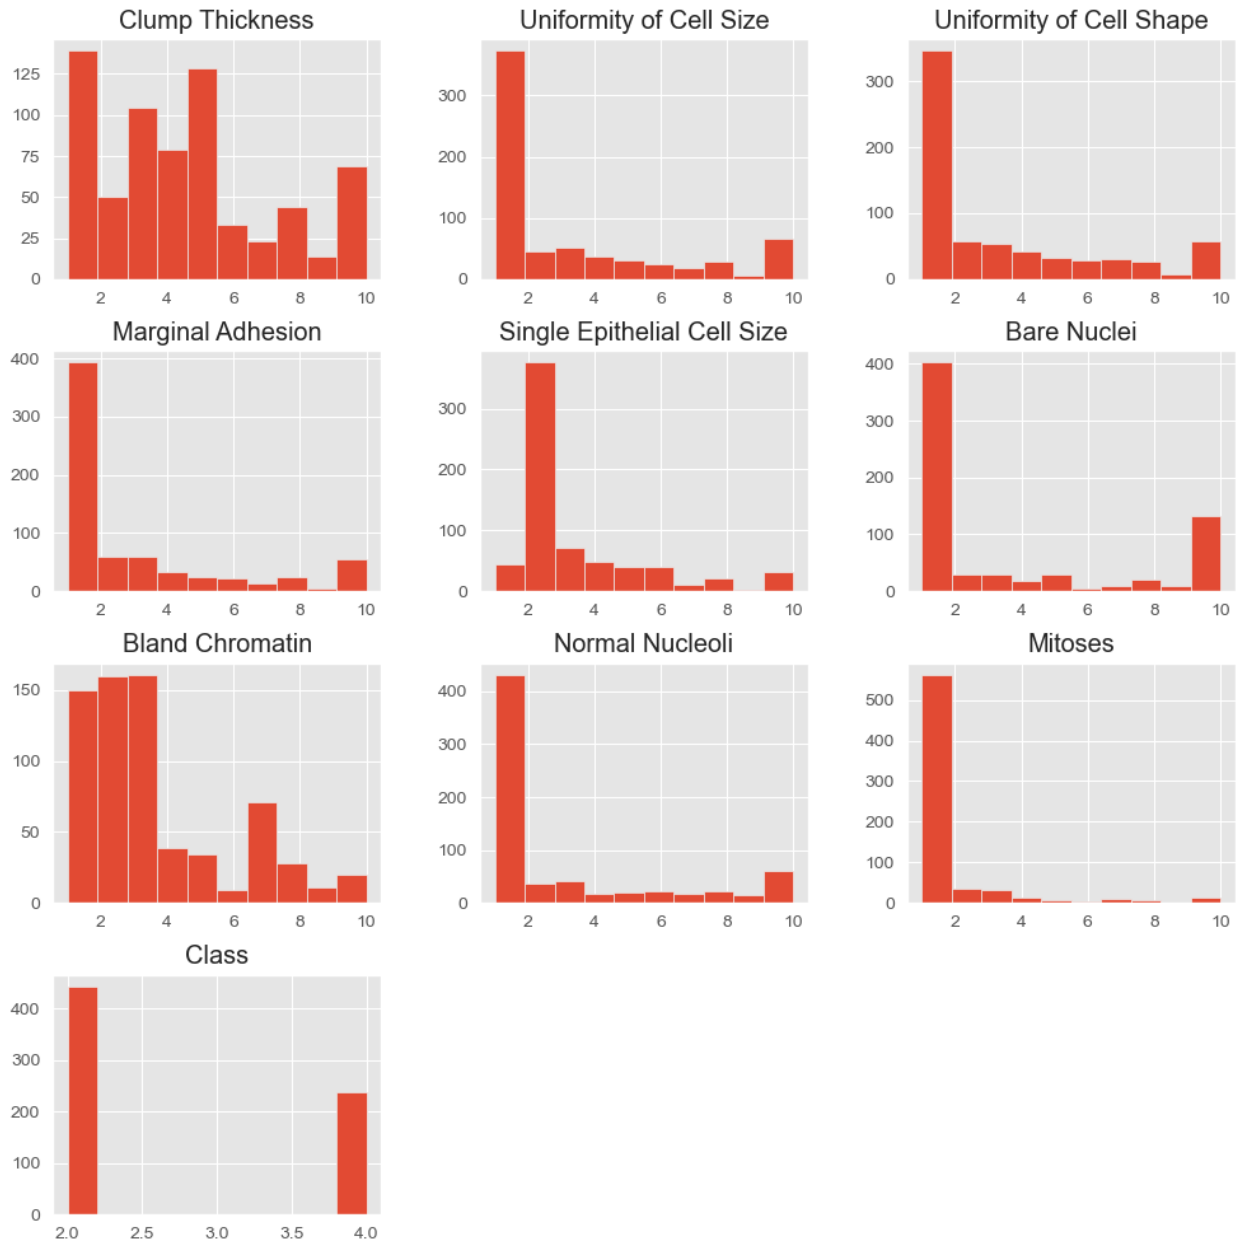 Clump Thickness
125
100
75
50
25
0
2 4 6 8 10
Uniformity of Cell Size
300
200
100
0
2 4 6 8 10
Uniformity of Cell Shape
300
200
100
0
2 4 6 8 10
Marginal Adhesion
400
300
200
100
0
2 4 6 8 10
Single Epithelial Cell Size
300
200
100
0
2 4 6 8 10
Bare Nuclei
400
300
200
100
0
2 4 6 8 10
Bland Chromatin
150
100
50
0
2 4 6 8 10
Normal Nucleoli
400
300
200
100
0
2 4 6 8 10
Mitoses
500
400
300
200
100
0
2 4 6 8 10
Class
400
300
200
100
0
2.0 2.5 3.0 3.5 4.0